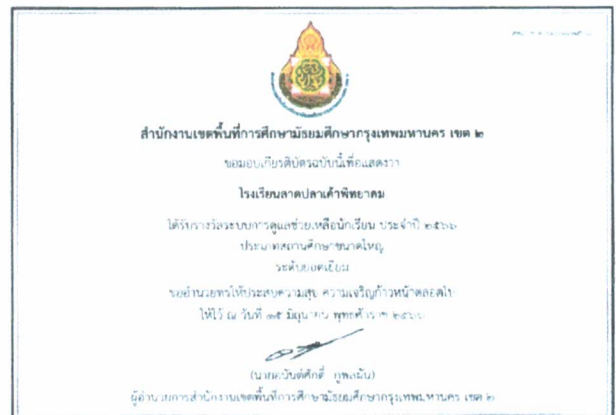 สำนักงานเขตพื้นที่การศึกษามัธยมศึกษากรุงเทพมหานคร เขต ๒
ขอมอบเกียรติบัตรฉบับนี้เพื่อแสดงว่า
โรงเรียนลาดปลาเค้าพิทยาคม
ได้รับรางวัลระบบการดูแลช่วยเหลือนักเรียน ประจำปี ๒๕๖๖
ประเภทสถานศึกษาขนาดใหญ่
ระดับยอดเยี่ยม
ขออำนวยพรให้ประสบความสุข ความเจริญก้าวหน้าตลอดไป
ให้ไว้ ณ วันที่ ๑๕ มิถุนายน พุทธศักราช ๒๕๖๖
ผู้อำนวยการสำนักงานเขตพื้นที่การศึกษามัธยมศึกษากรุงเทพมหานคร เขต ๒